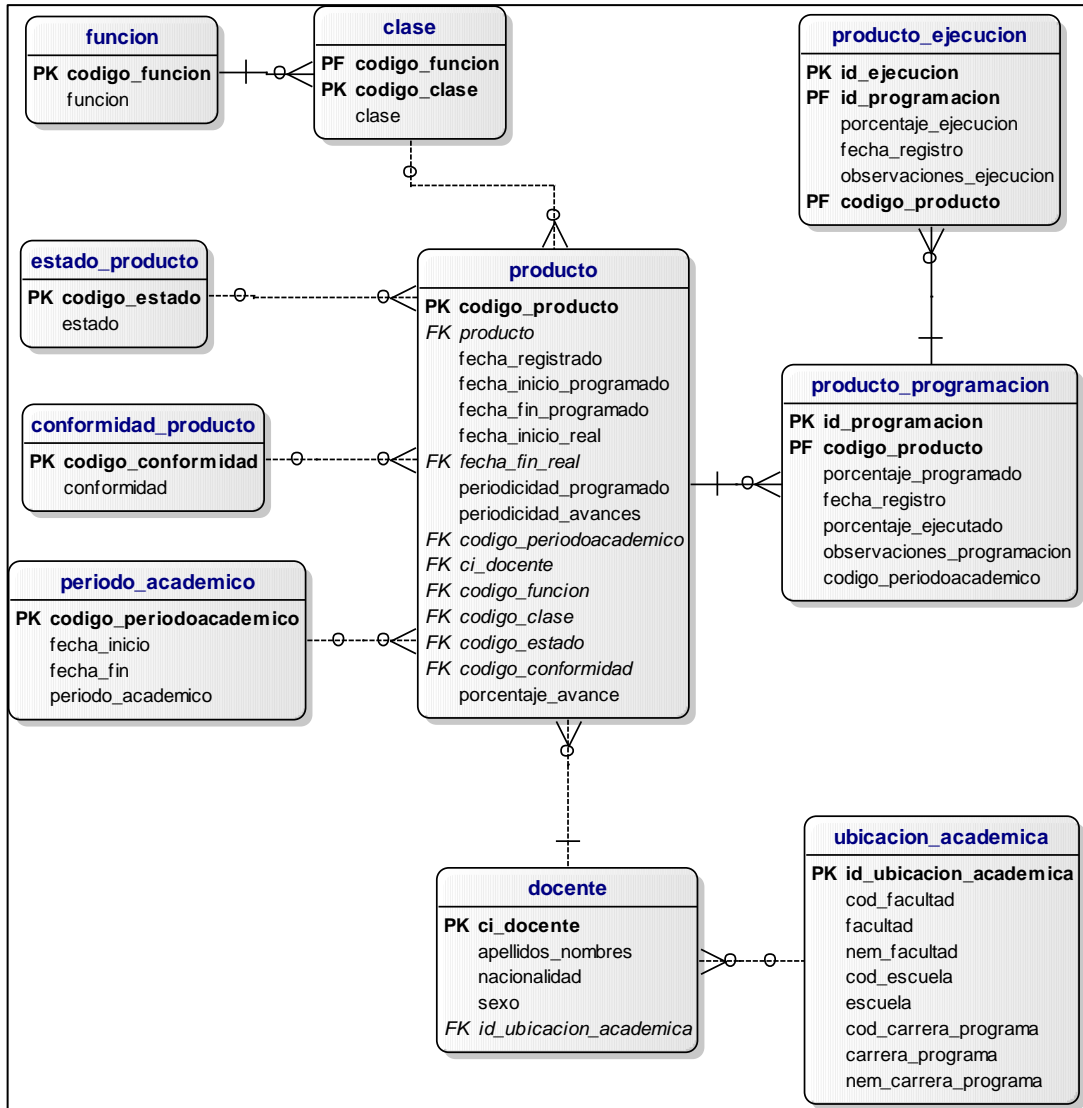 funcion
PK codigo_funcion
funcion
clase
PF codigo_funcion
PK codigo_clase
clase
producto_ejecucion
PK id_ejecucion
PF id_programacion
porcentaje_ejecucion
fecha_registro
observaciones_ejecucion
PF codigo_producto
estado_producto
PK codigo_estado
estado
conformidad_producto
PK codigo_conformidad
conformidad
periodo_academico
PK codigo_periodoacademico
fecha_inicio
fecha_fin
periodo_academico
producto
PK codigo_producto
FK producto
fecha_registrado
fecha_inicio_programado
fecha_fin_programado
fecha_inicio_real
FK fecha_fin_real
periodicidad_programado
periodicidad_avances
FK codigo_periodoacademico
FK ci_docente
FK codigo_funcion
FK codigo_clase
FK codigo_estado
FK codigo_conformidad
porcentaje_avance
producto_programacion
PK id_programacion
PF codigo_producto
porcentaje_programado
fecha_registro
porcentaje_ejecutado
observaciones_programacion
codigo_periodoacademico
docente
PK ci_docente
apellidos_nombres
nacionalidad
sexo
FK id_ubicacion_academica
ubicacion_academica
PK id_ubicacion_academica
cod_facultad
facultad
nem_facultad
cod_escuela
escuela
cod_carrera_programa
carrera_programa
nem_carrera_programa